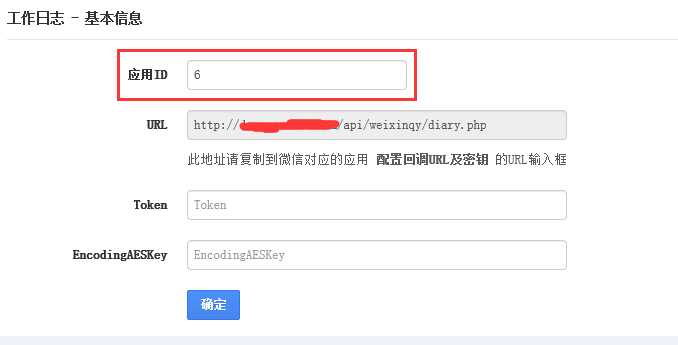 工作日志 - 基本信息
应用ID 6
URL http:// /api/weixinqy/diary.php
此地址请复制到微信对应的应用 配置回调URL及密钥 的URL输入框
Token Token
EncodingAESKey EncodingAESKey
确定